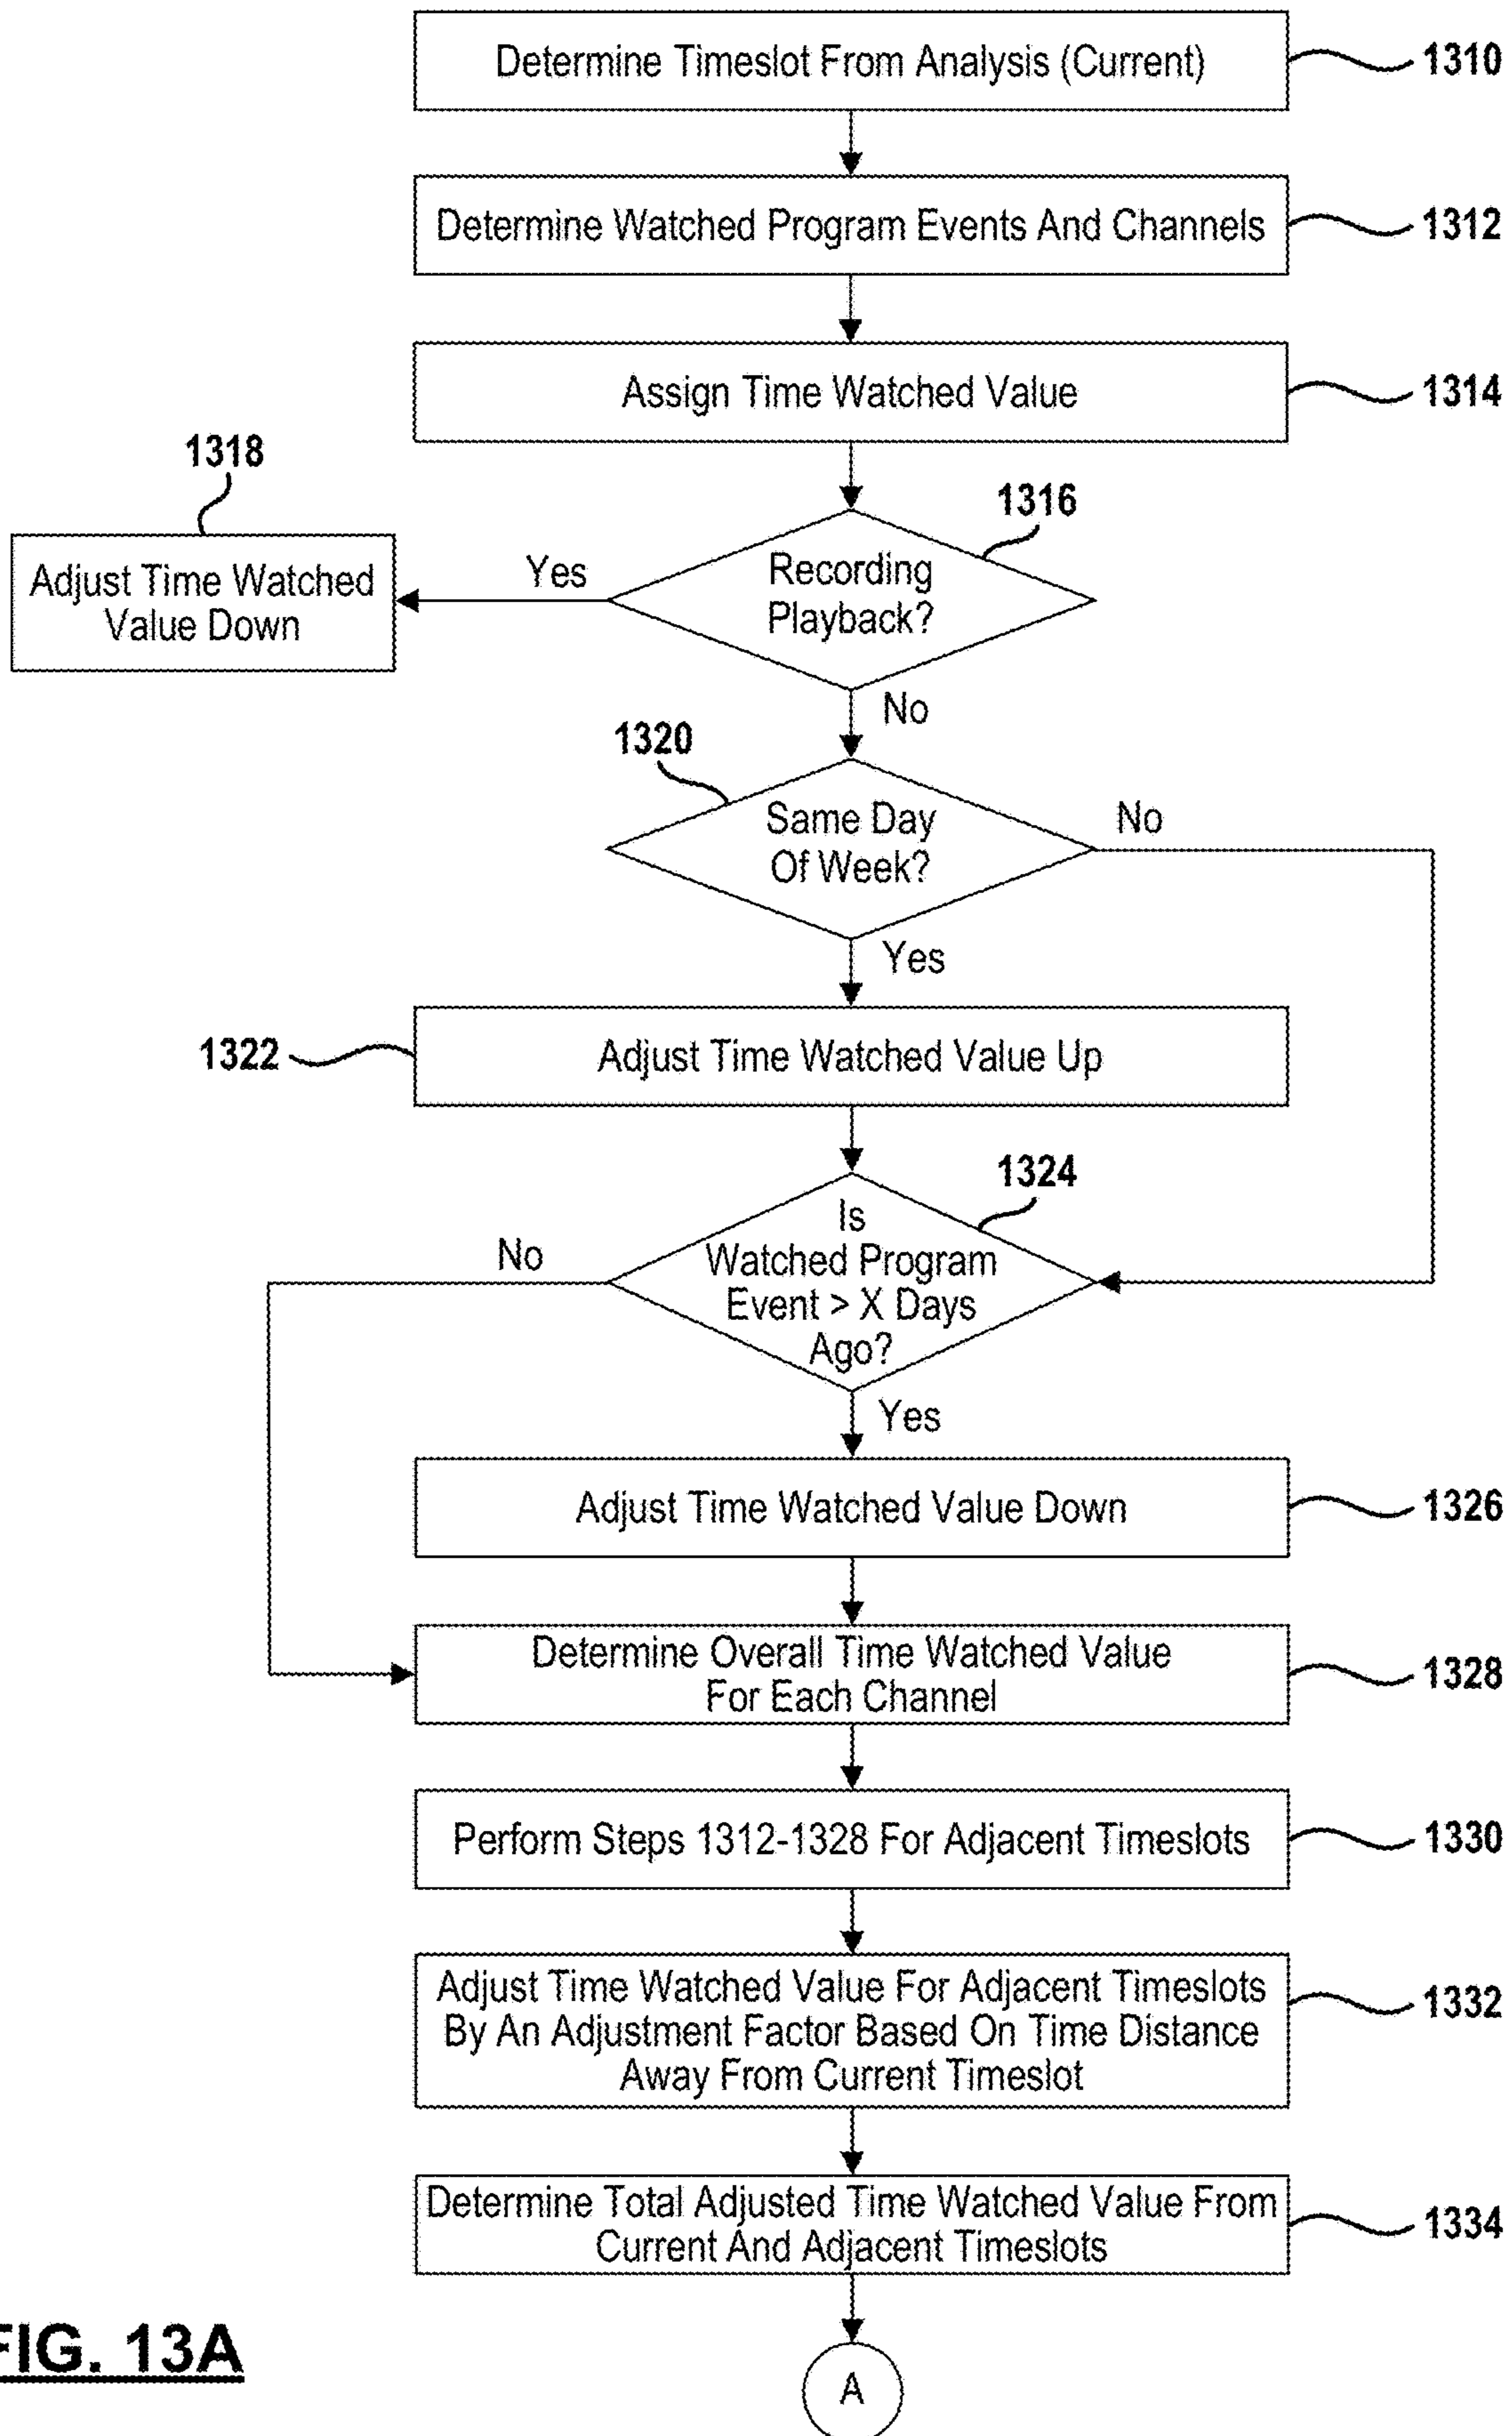 Determine Timeslot From Analysis (Current)
1310
Determine Watched Program Events And Channels
1312
Assign Time Watched Value
1314
1318
Adjust Time Watched
Value Down
Yes
1316
Recording
Playback?
No
1320
Same Day
Of Week?
No
Yes
1322
Adjust Time Watched Value Up
1324
Is
Watched Program
Event > X Days
Ago?
No
Yes
Adjust Time Watched Value Down
1326
Determine Overall Time Watched Value
For Each Channel
1328
Perform Steps 1312-1328 For Adjacent Timeslots
1330
Adjust Time Watched Value For Adjacent Timeslots
By An Adjustment Factor Based On Time Distance
Away From Current Timeslot
1332
Determine Total Adjusted Time Watched Value From
Current And Adjacent Timeslots
1334
FIG. 13A
A